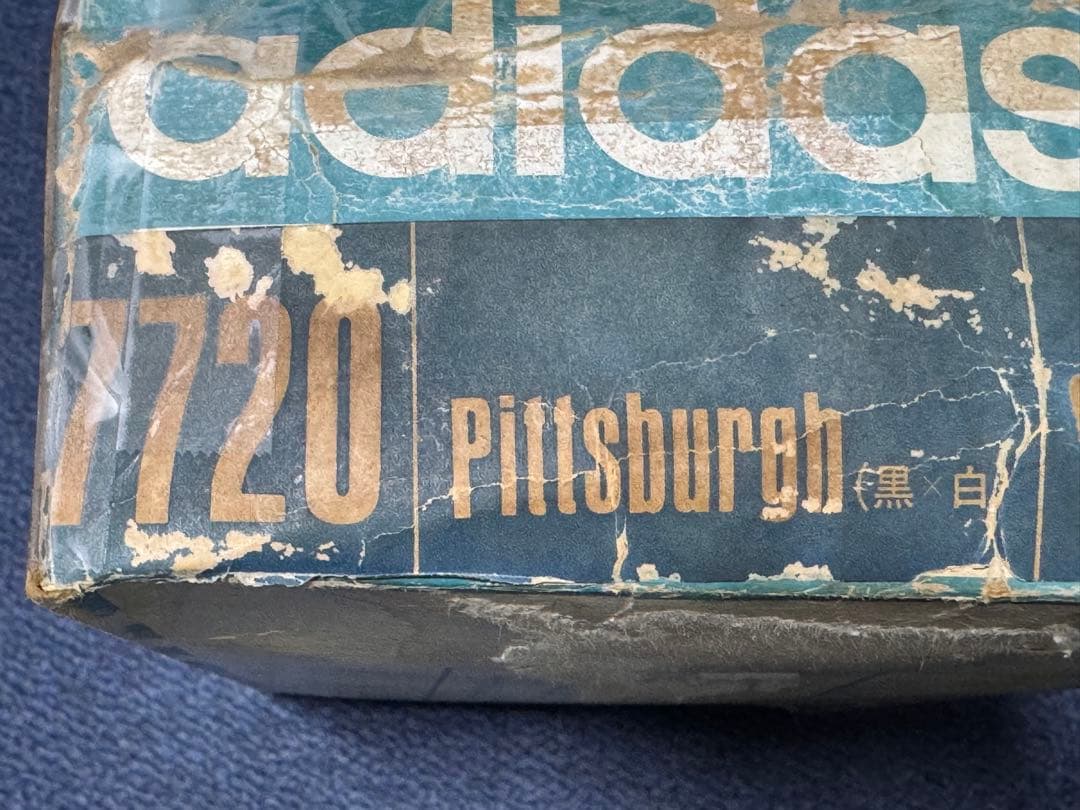 adidas
7720
Pittsburgh (黒×白